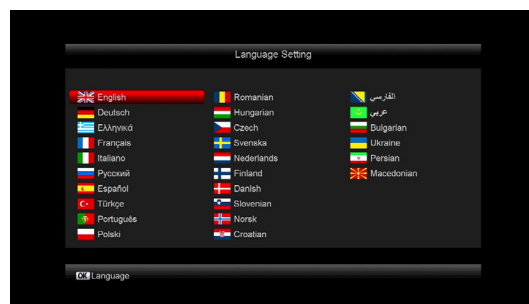 Language Setting
English
Deutsch
Ελληνικά
Français
Italiano
Русский
Español
Türkçe
Português
Polski
Romanian
Hungarian
Czech
Svenska
Nederlands
Finland
Danish
Slovenian
Norsk
Croatian
الفارسي
عربي
Bulgarian
Ukraine
Persian
Macedonian
OK Language